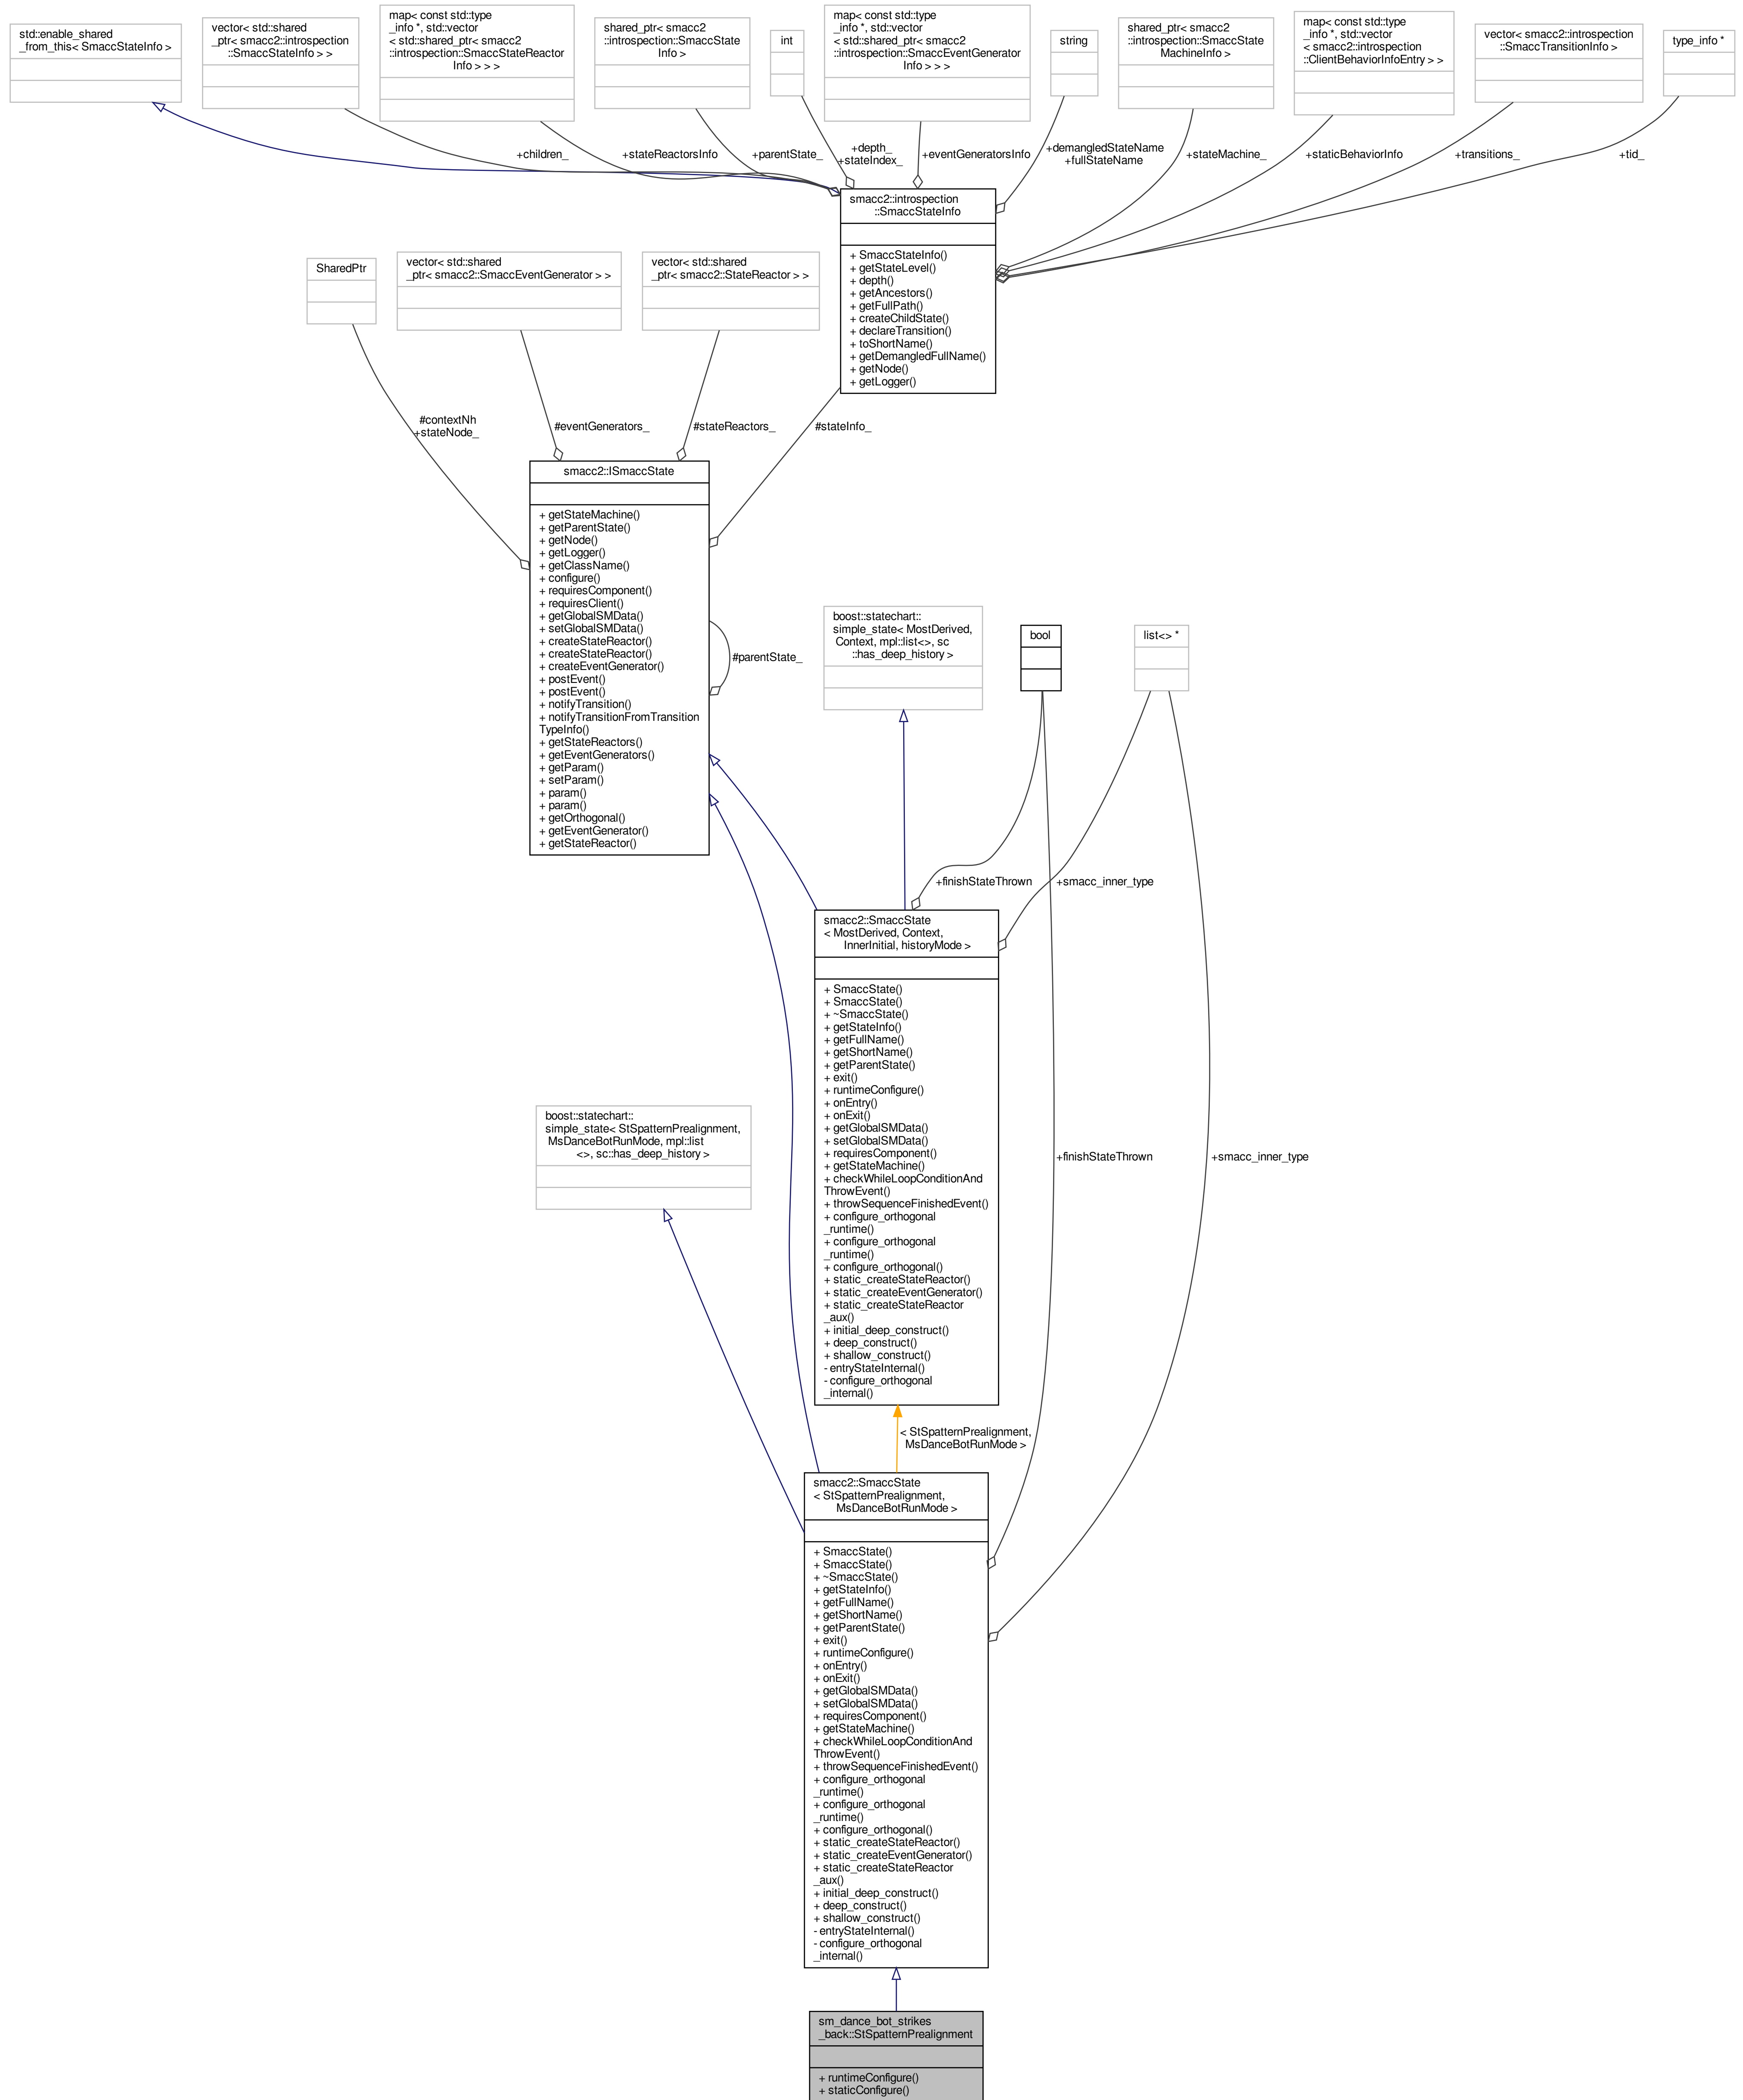 std::enable_shared
_from_this< SmaccStateInfo >
vector< std::shared
_ptr< smacc2::introspection
::SmaccStateInfo > >
map< const std::type
_info *, std::vector
< std::shared_ptr< smacc2
::introspection::SmaccStateReactor
Info > > >
shared_ptr< smacc2
::introspection::SmaccState
Info >
int
map< const std::type
_info *, std::vector
< std::shared_ptr< smacc2
::introspection::SmaccEventGenerator
Info > > >
string
shared_ptr< smacc2
::introspection::SmaccState
MachineInfo >
map< const std::type
_info *, std::vector
< smacc2::introspection
::ClientBehaviorInfoEntry > >
vector< smacc2::introspection
::SmaccTransitionInfo >
type_info *
+children_
+stateReactorsInfo
+parentState_
+depth_
+stateIndex_
+eventGeneratorsInfo
+demangledStateName
+fullStateName
+stateMachine_
+staticBehaviorInfo
+transitions_
+tid_
smacc2::introspection
::SmaccStateInfo
+ SmaccStateInfo()
+ getStateLevel()
+ depth()
+ getAncestors()
+ getFullPath()
+ createChildState()
+ declareTransition()
+ toShortName()
+ getDemangledFullName()
+ getNode()
+ getLogger()
SharedPtr
vector< std::shared
_ptr< smacc2::SmaccEventGenerator > >
vector< std::shared
_ptr< smacc2::StateReactor > >
#contextNh
+stateNode_
#eventGenerators_
#stateReactors_
#stateInfo_
smacc2::ISmaccState
+ getStateMachine()
+ getParentState()
+ getNode()
+ getLogger()
+ getClassName()
+ configure()
+ requiresComponent()
+ requiresClient()
+ getGlobalSMData()
+ setGlobalSMData()
+ createStateReactor()
+ createStateReactor()
+ createEventGenerator()
+ postEvent()
+ postEvent()
+ notifyTransition()
+ notifyTransitionFromTransition
TypeInfo()
+ getStateReactors()
+ getEventGenerators()
+ getParam()
+ setParam()
+ param()
+ param()
+ getOrthogonal()
+ getEventGenerator()
+ getStateReactor()
#parentState_
boost::statechart::
simple_state< MostDerived,
Context, mpl::list<>, sc
::has_deep_history >
bool
list<> *
+finishStateThrown
+smacc_inner_type
smacc2::SmaccState
< MostDerived, Context,
InnerInitial, historyMode >
+ SmaccState()
+ SmaccState()
+ ~SmaccState()
+ getStateInfo()
+ getFullName()
+ getShortName()
+ getParentState()
+ exit()
+ runtimeConfigure()
+ onEntry()
+ onExit()
+ getGlobalSMData()
+ setGlobalSMData()
+ requiresComponent()
+ getStateMachine()
+ checkWhileLoopConditionAnd
ThrowEvent()
+ throwSequenceFinishedEvent()
+ configure_orthogonal
_runtime()
+ configure_orthogonal
_runtime()
+ configure_orthogonal()
+ static_createStateReactor()
+ static_createEventGenerator()
+ static_createStateReactor
_aux()
+ initial_deep_construct()
+ deep_construct()
+ shallow_construct()
- entryStateInternal()
- configure_orthogonal
_internal()
boost::statechart::
simple_state< StSpatternPrealignment,
MsDanceBotRunMode, mpl::list
<>, sc::has_deep_history >
+finishStateThrown
+smacc_inner_type
< StSpatternPrealignment,
MsDanceBotRunMode >
smacc2::SmaccState
< StSpatternPrealignment,
MsDanceBotRunMode >
+ SmaccState()
+ SmaccState()
+ ~SmaccState()
+ getStateInfo()
+ getFullName()
+ getShortName()
+ getParentState()
+ exit()
+ runtimeConfigure()
+ onEntry()
+ onExit()
+ getGlobalSMData()
+ setGlobalSMData()
+ requiresComponent()
+ getStateMachine()
+ checkWhileLoopConditionAnd
ThrowEvent()
+ throwSequenceFinishedEvent()
+ configure_orthogonal
_runtime()
+ configure_orthogonal
_runtime()
+ configure_orthogonal()
+ static_createStateReactor()
+ static_createEventGenerator()
+ static_createStateReactor
_aux()
+ initial_deep_construct()
+ deep_construct()
+ shallow_construct()
- entryStateInternal()
- configure_orthogonal
_internal()
sm_dance_bot_strikes
_back::StSpatternPrealignment
+ runtimeConfigure()
+ staticConfigure()